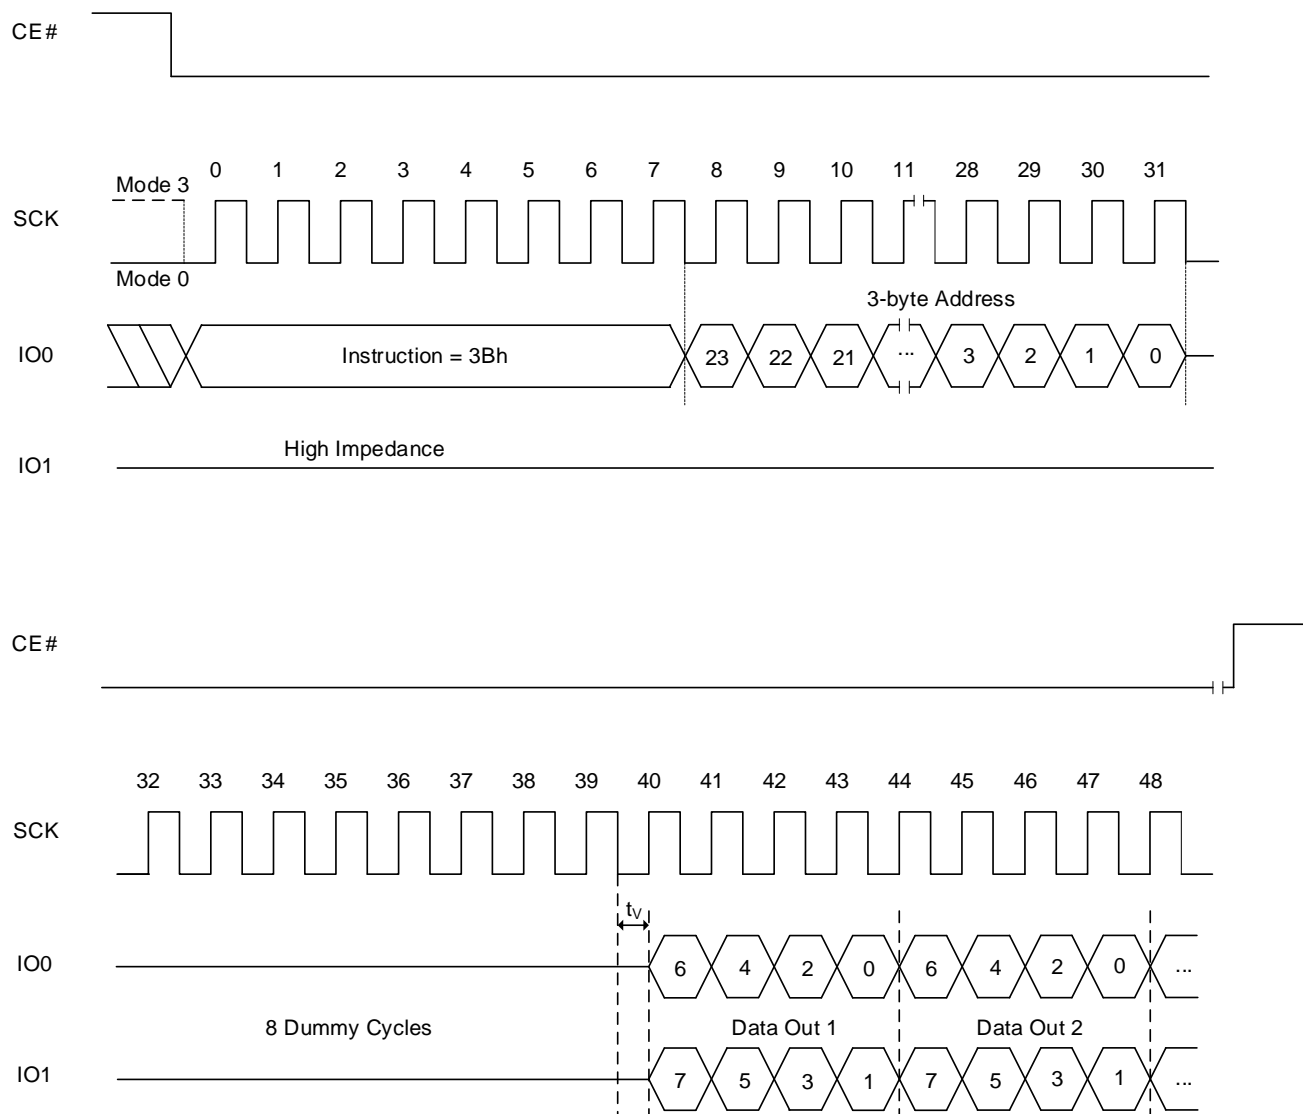 CE#
0 1 2 3 4 5 6 7 8 9 10 11 28 29 30 31
Mode 3
SCK
Mode 0
3-byte Address
IO0 Instruction = 3Bh 23 22 21 ... 3 2 1 0
High Impedance
IO1
CE#
32 33 34 35 36 37 38 39 40 41 42 43 44 45 46 47 48
SCK
tV
IO0 6 4 2 0 6 4 2 0 ...
8 Dummy Cycles Data Out 1 Data Out 2
IO1 7 5 3 1 7 5 3 1 ...